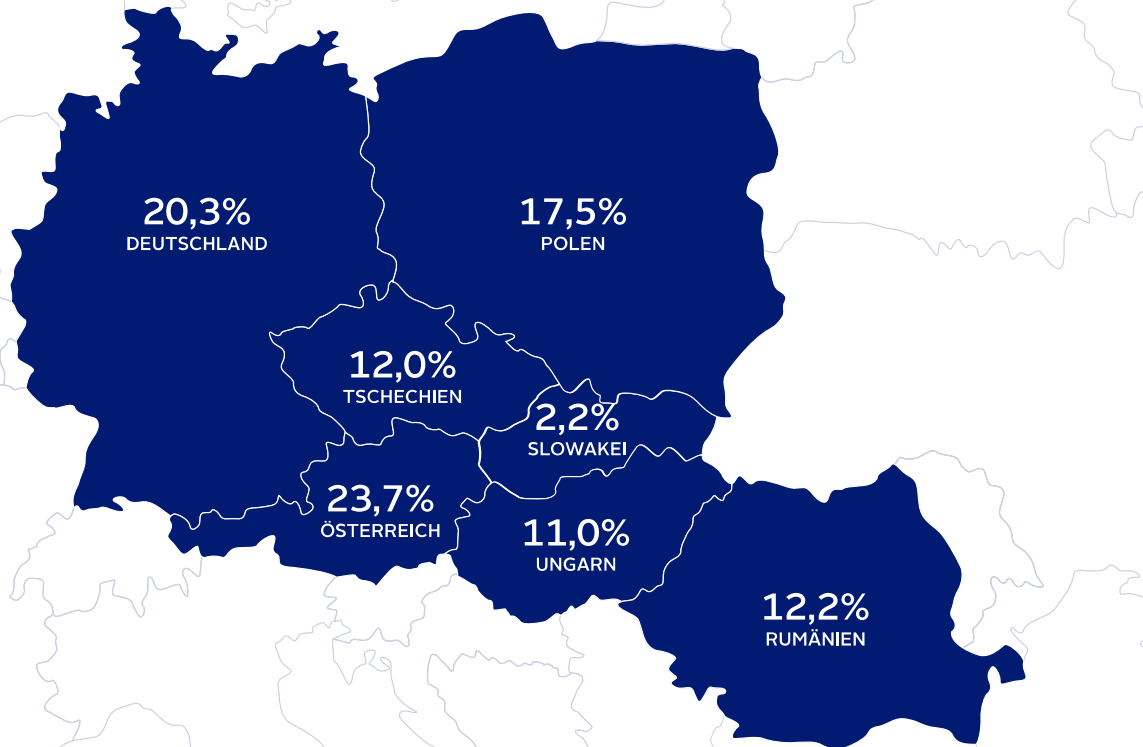 20,3%
DEUTSCHLAND
17,5%
POLEN
12,0%
TSCHECHIEN
2,2%
SLOWAKEI
23,7%
ÖSTERREICH
11,0%
UNGARN
12,2%
RUMÄNIEN